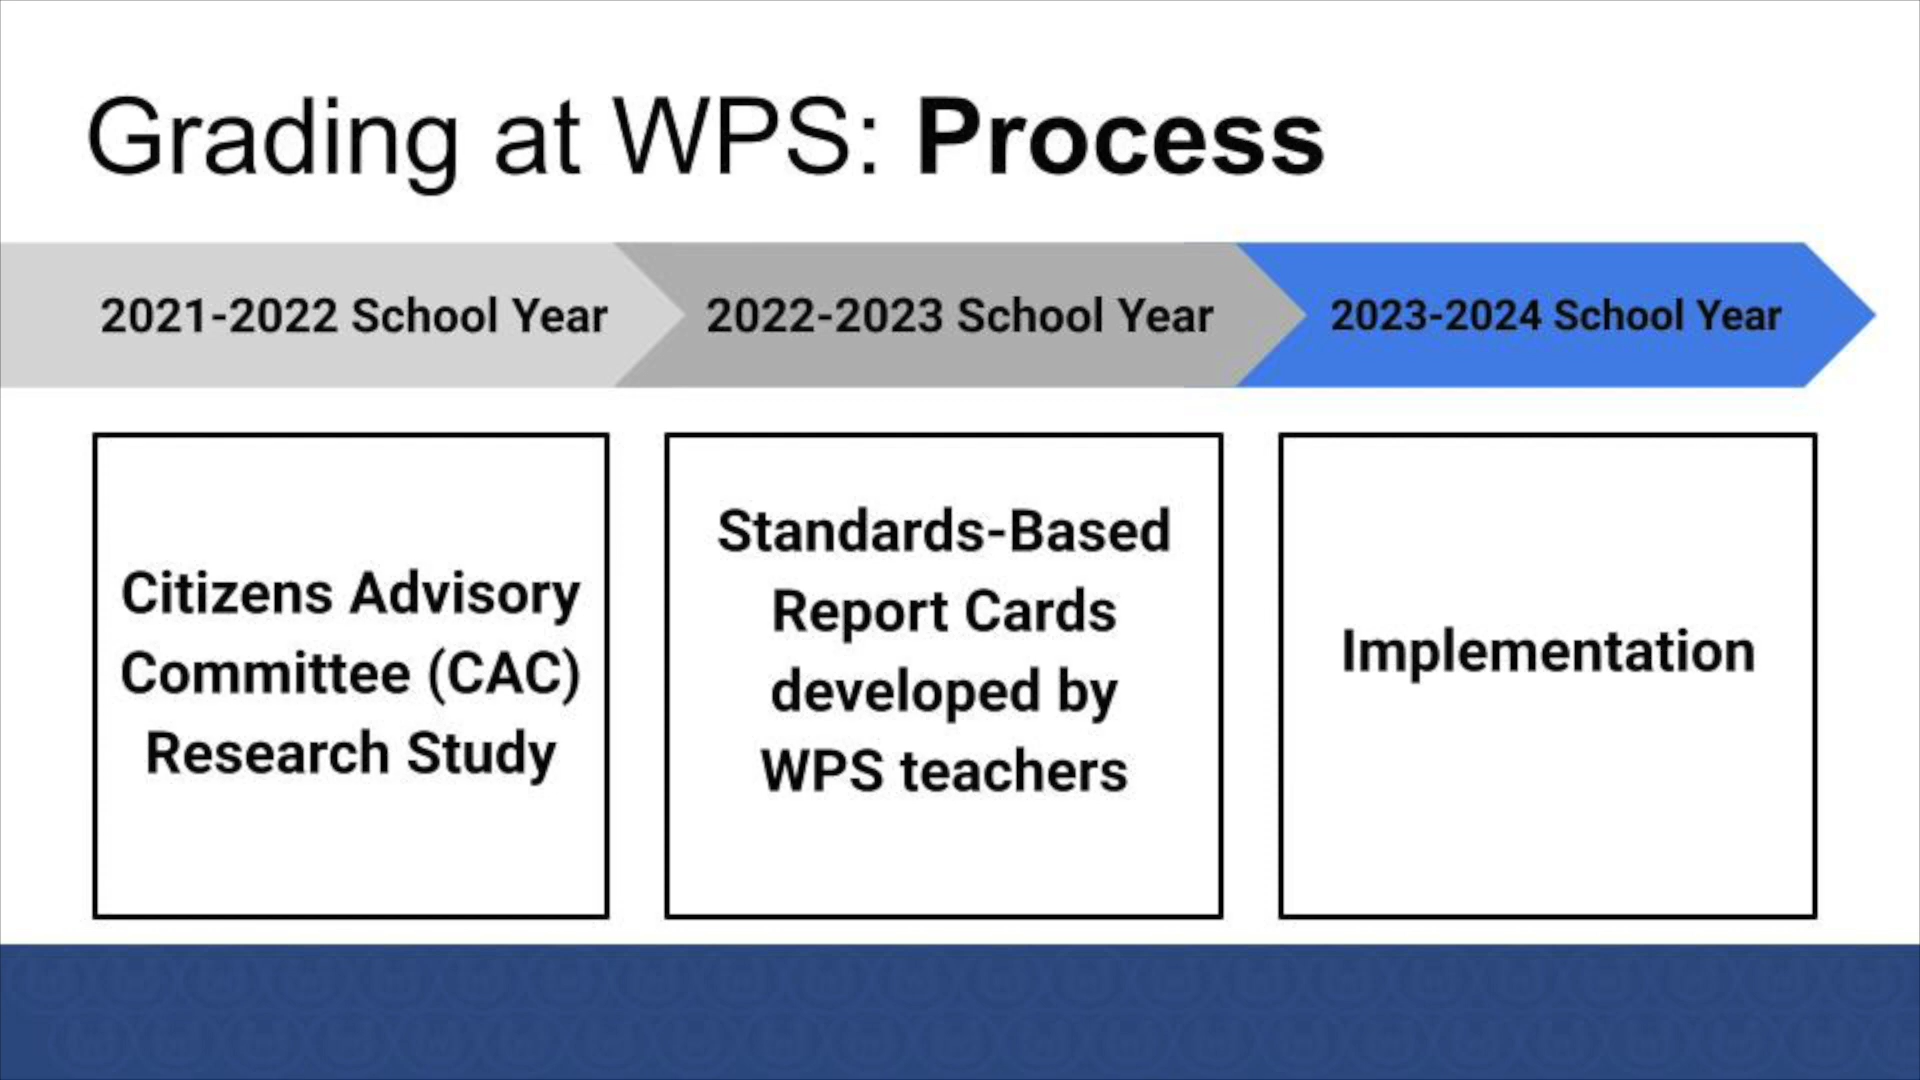 Grading at WPS: Process
2021-2022 School Year
2022-2023 School Year
2023-2024 School Year
Citizens Advisory
Committee (CAC)
Research Study
Standards-Based
Report Cards
developed by
WPS teachers
Implementation